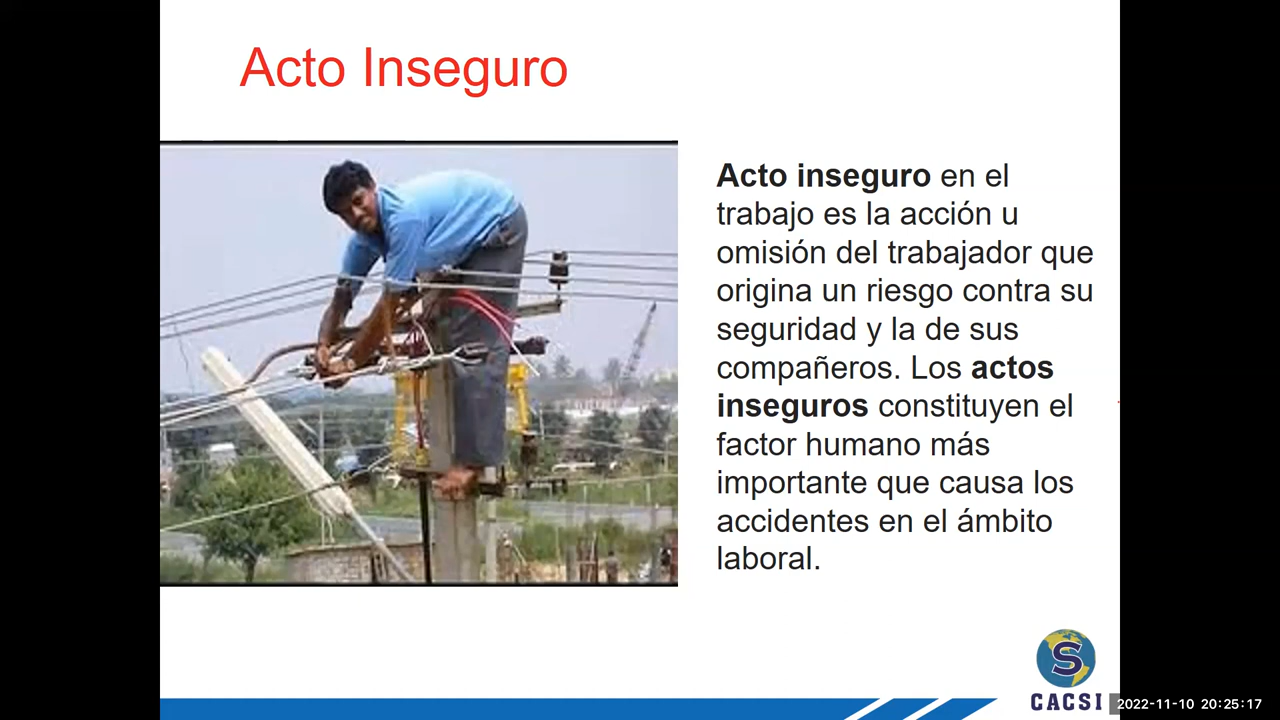 Acto Inseguro
Acto inseguro en el
trabajo es la acción u
omisión del trabajador que
origina un riesgo contra su
seguridad y la de sus
compañeros. Los actos
inseguros constituyen el
factor humano más
importante que causa los
accidentes en el ámbito
laboral.
S
CACSI
2022-11-10 20:25:17